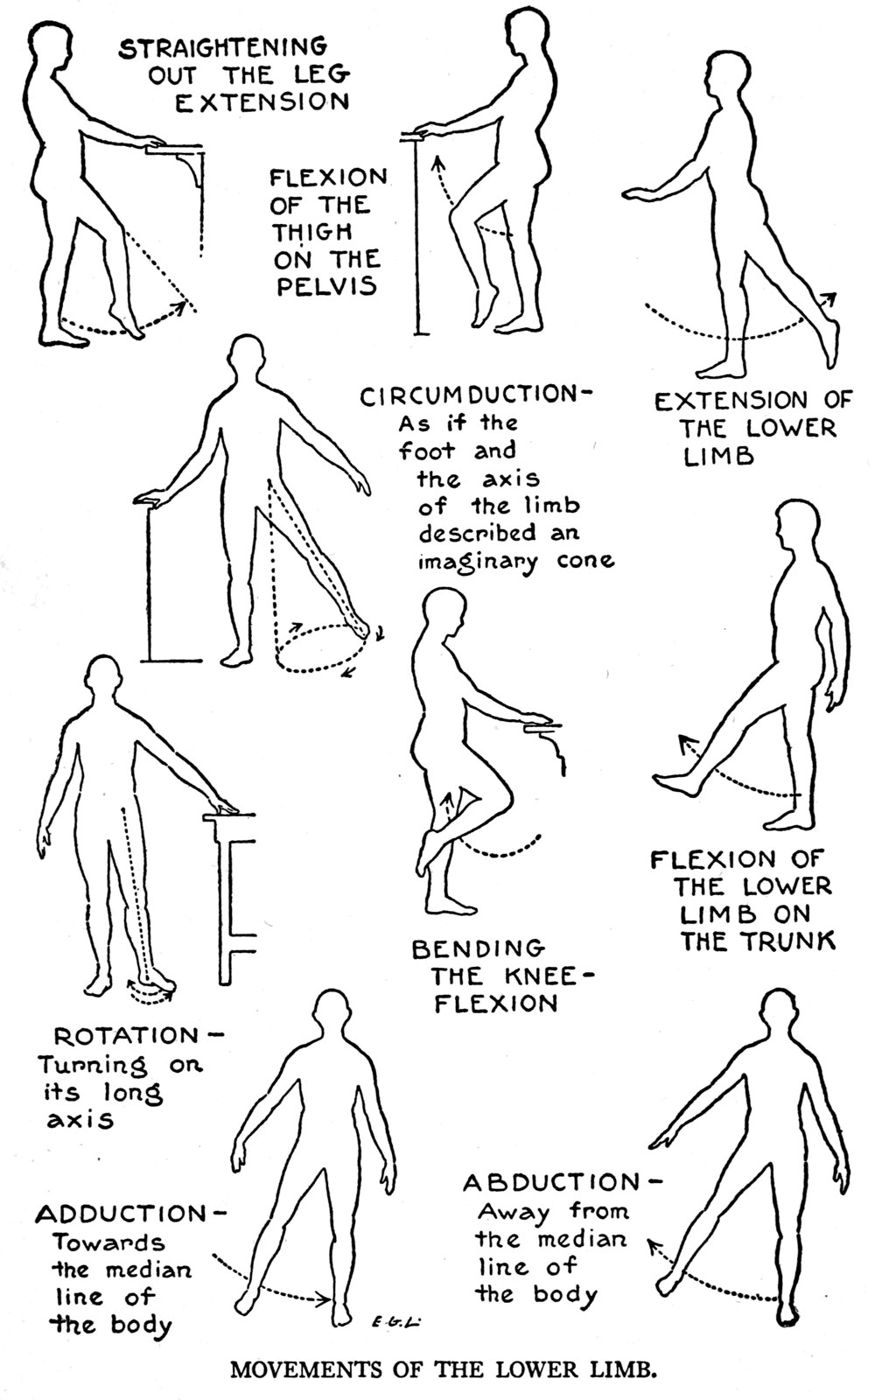 STRAIGHTENING
OUT THE LEG
EXTENSION
FLEXION
OF THE
THIGH
ON THE
PELVIS
EXTENSION OF
THE LOWER
LIMB
CIRCUMDUCTION-
As if the
foot and
the axis
of the limb
described an
imaginary cone
FLEXION OF
THE LOWER
LIMB ON
THE TRUNK
BENDING
THE KNEE-
FLEXION
ROTATION-
Turning on
its long
axis
ADDUCTION-
Towards
the median
line of
the body
E.G.L.
ABDUCTION-
Away from
the median
line of
the body
MOVEMENTS OF THE LOWER LIMB.